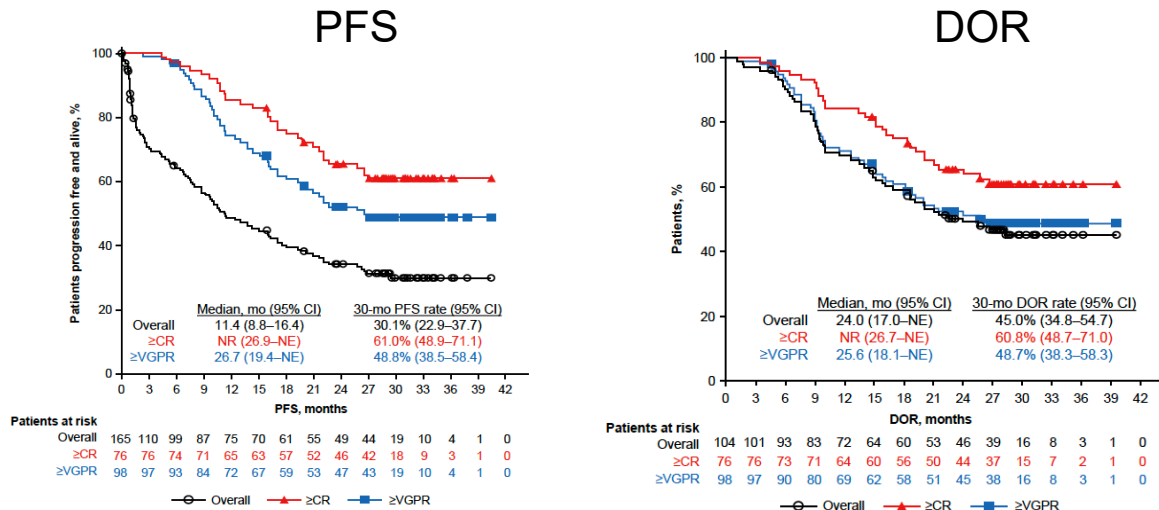 PFS
Patients progression free and alive, %
100
80
60
40
20
0
0 3 6 9 12 15 18 21 24 27 30 33 36 39 42
PFS, months
Median, mo (95% CI) 30-mo PFS rate (95% CI)
Overall 11.4 (8.8–16.4) 30.1% (22.9–37.7)
≥CR NR (26.9–NE) 61.0% (48.9–71.1)
≥VGPR 26.7 (19.4–NE) 48.8% (38.5–58.4)
Patients at risk
Overall 165 110 99 87 75 70 61 55 49 44 19 10 4 1 0
≥CR 76 76 74 71 65 63 57 52 46 42 18 9 3 1 0
≥VGPR 98 97 93 84 72 67 59 53 47 43 19 10 4 1 0
Overall ≥CR ≥VGPR
DOR
Patients, %
100
80
60
40
20
0
0 3 6 9 12 15 18 21 24 27 30 33 36 39 42
DOR, months
Median, mo (95% CI) 30-mo DOR rate (95% CI)
Overall 24.0 (17.0–NE) 45.0% (34.8–54.7)
≥CR NR (26.7–NE) 60.8% (48.7–71.0)
≥VGPR 25.6 (18.1–NE) 48.7% (38.3–58.3)
Patients at risk
Overall 104 101 93 83 72 64 60 53 46 39 16 8 3 1 0
≥CR 76 76 73 71 64 60 56 50 44 37 15 7 2 1 0
≥VGPR 98 97 90 80 69 62 58 51 45 38 16 8 3 1 0
Overall ≥CR ≥VGPR